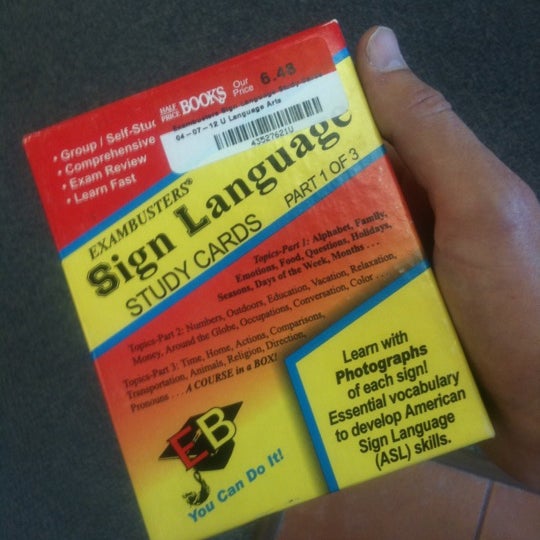 HALF PRICE BOOKS Our Price 6.48
04-07-12 U Language Arts
43527621U
• Group / Self-Stu
• Comprehensive
• Exam Review
• Learn Fast
EXAMBUSTERS®
Sign Language
STUDY CARDS PART 1 OF 3
Topics-Part 1: Alphabet, Family,
Emotions, Food, Questions, Holidays,
Seasons, Days of the Week, Months . . .
Topics-Part 2: Numbers, Outdoors, Education, Vacation, Relaxation,
Money, Around the Globe, Occupations, Conversation, Color . . .
Topics-Part 3: Time, Home, Actions, Comparisons,
Transportation, Animals, Religion, Direction,
Pronouns . . . A COURSE in a BOX!
Learn with
Photographs
of each sign!
Essential vocabulary
to develop American
Sign Language
(ASL) skills.
EB
You Can Do It!